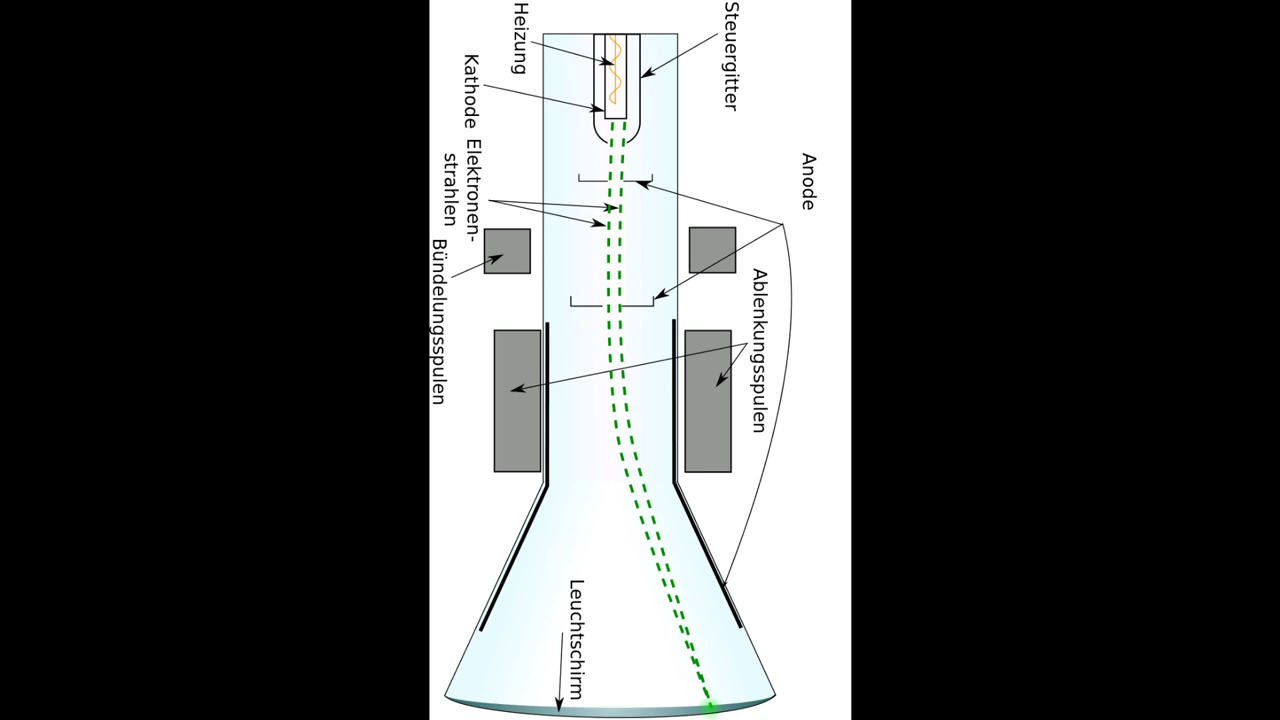 Steuergitter
Anode
Heizung
Kathode
Elektronen-
strahlen
Bündelungsspulen
Ablenkungsspulen
Leuchtschirm